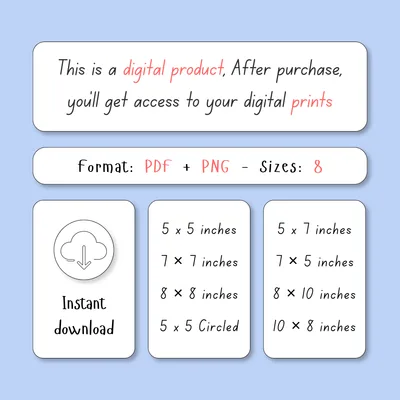 This is a digital product, After purchase,
you'll get access to your digital prints
Format: PDF + PNG - Sizes: 8
Instant
download
5 x 5 inches
7 × 7 inches
8 × 8 inches
5 x 5 Circled
5 x 7 inches
7 × 5 inches
8 × 10 inches
10 × 8 inches